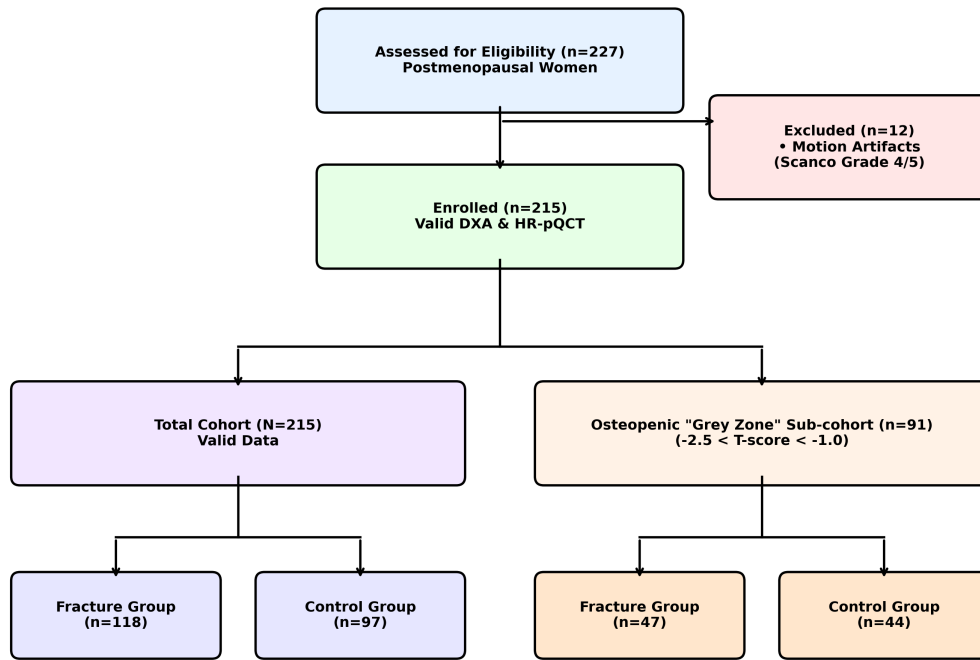 Assessed for Eligibility (n=227)
Postmenopausal Women
Excluded (n=12)
• Motion Artifacts
(Scanco Grade 4/5)
Enrolled (n=215)
Valid DXA & HR-pQCT
Total Cohort (N=215)
Valid Data
Osteopenic "Grey Zone" Sub-cohort (n=91)
(-2.5 < T-score < -1.0)
Fracture Group
(n=118)
Control Group
(n=97)
Fracture Group
(n=47)
Control Group
(n=44)